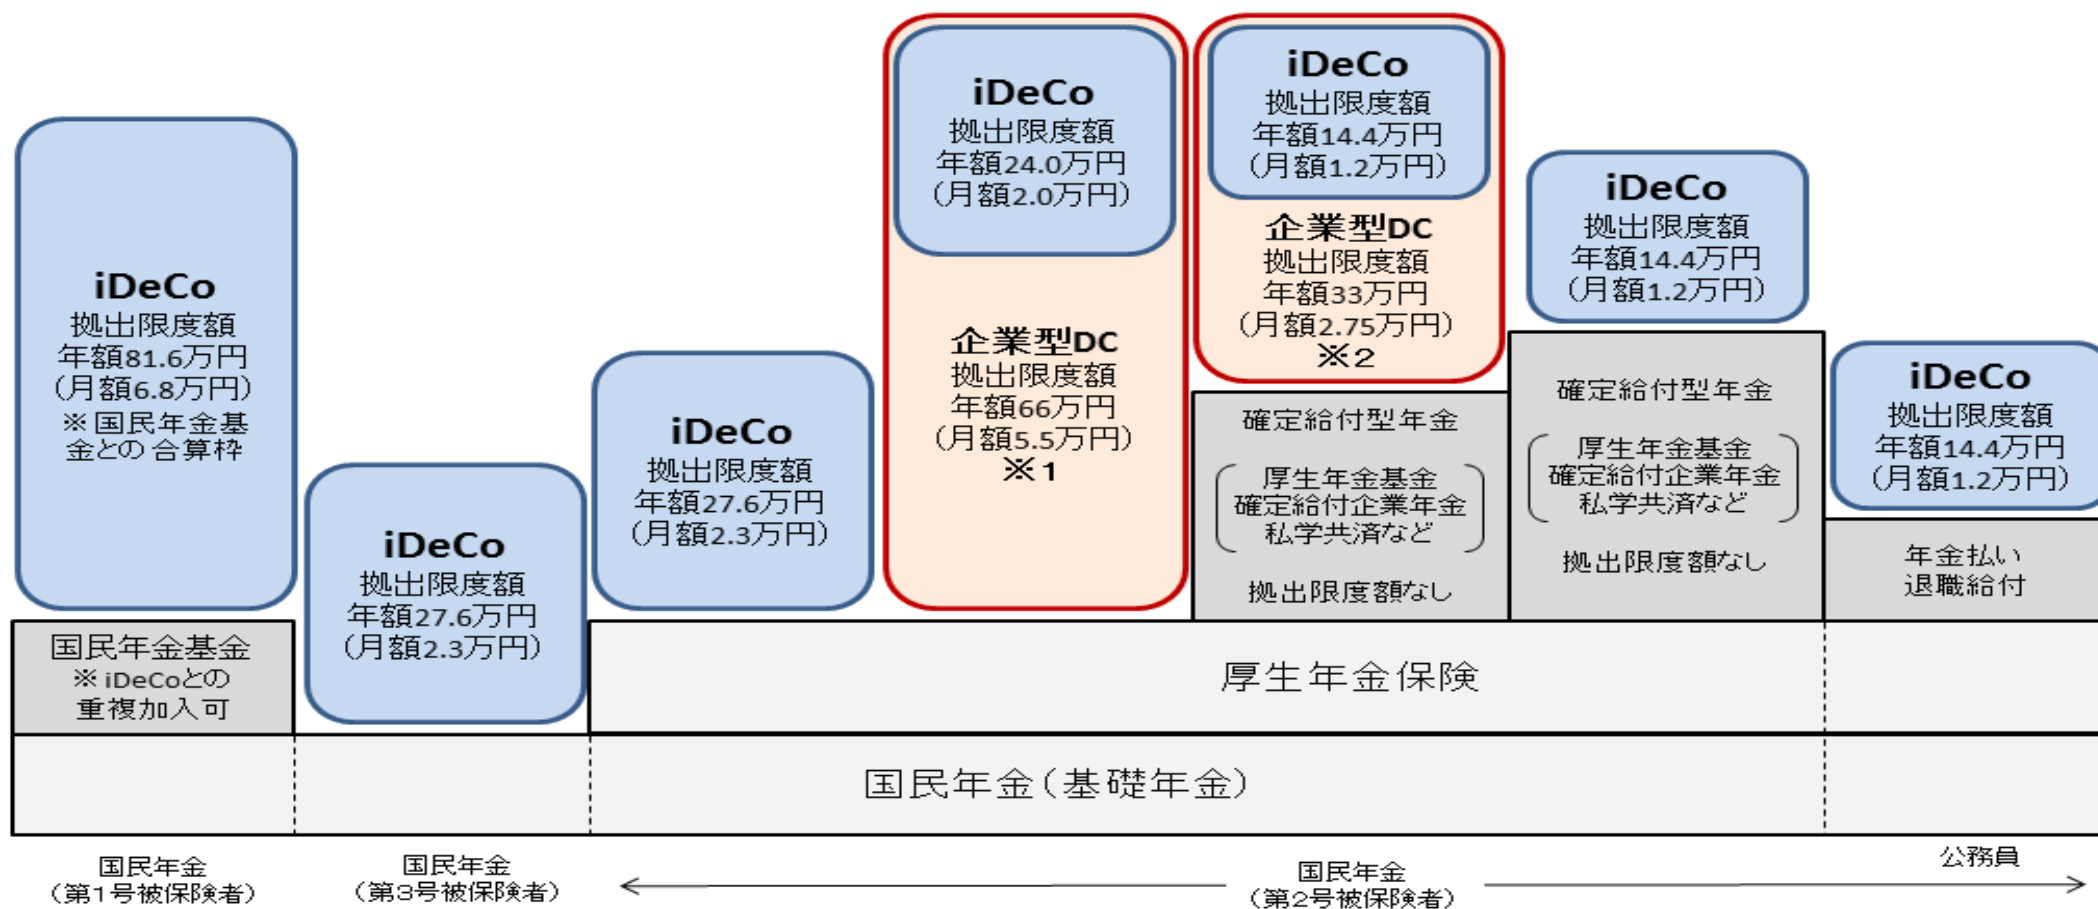 iDeCo
拠出限度額
年額81.6万円
(月額6.8万円)
※国民年金基
金との合算枠
国民年金基金
※iDeCoとの
重複加入可
iDeCo
拠出限度額
年額27.6万円
(月額2.3万円)
iDeCo
拠出限度額
年額27.6万円
(月額2.3万円)
iDeCo
拠出限度額
年額24.0万円
(月額2.0万円)
企業型DC
拠出限度額
年額66万円
(月額5.5万円)
※1
iDeCo
拠出限度額
年額14.4万円
(月額1.2万円)
企業型DC
拠出限度額
年額33万円
(月額2.75万円)
※2
確定給付型年金
厚生年金基金
確定給付企業年金
私学共済など
拠出限度額なし
iDeCo
拠出限度額
年額14.4万円
(月額1.2万円)
確定給付型年金
厚生年金基金
確定給付企業年金
私学共済など
拠出限度額なし
iDeCo
拠出限度額
年額14.4万円
(月額1.2万円)
年金払い
退職給付
厚生年金保険
国民年金(基礎年金)
国民年金
(第1号被保険者)
国民年金
(第3号被保険者)
国民年金
(第2号被保険者)
公務員